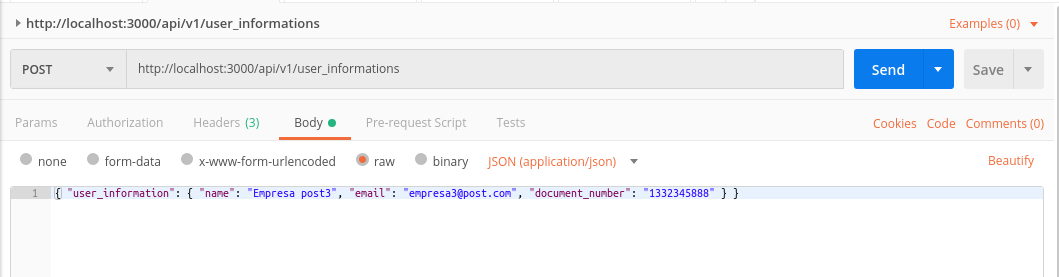 http://localhost:3000/api/v1/user_informations Examples (0)
POST http://localhost:3000/api/v1/user_informations Send Save
Params Authorization Headers (3) Body Pre-request Script Tests Cookies Code Comments (0)
none form-data x-www-form-urlencoded raw binary JSON (application/json) Beautify
1 { "user_information": { "name": "Empresa post3", "email": "empresa3@post.com", "document_number": "1332345888" } }